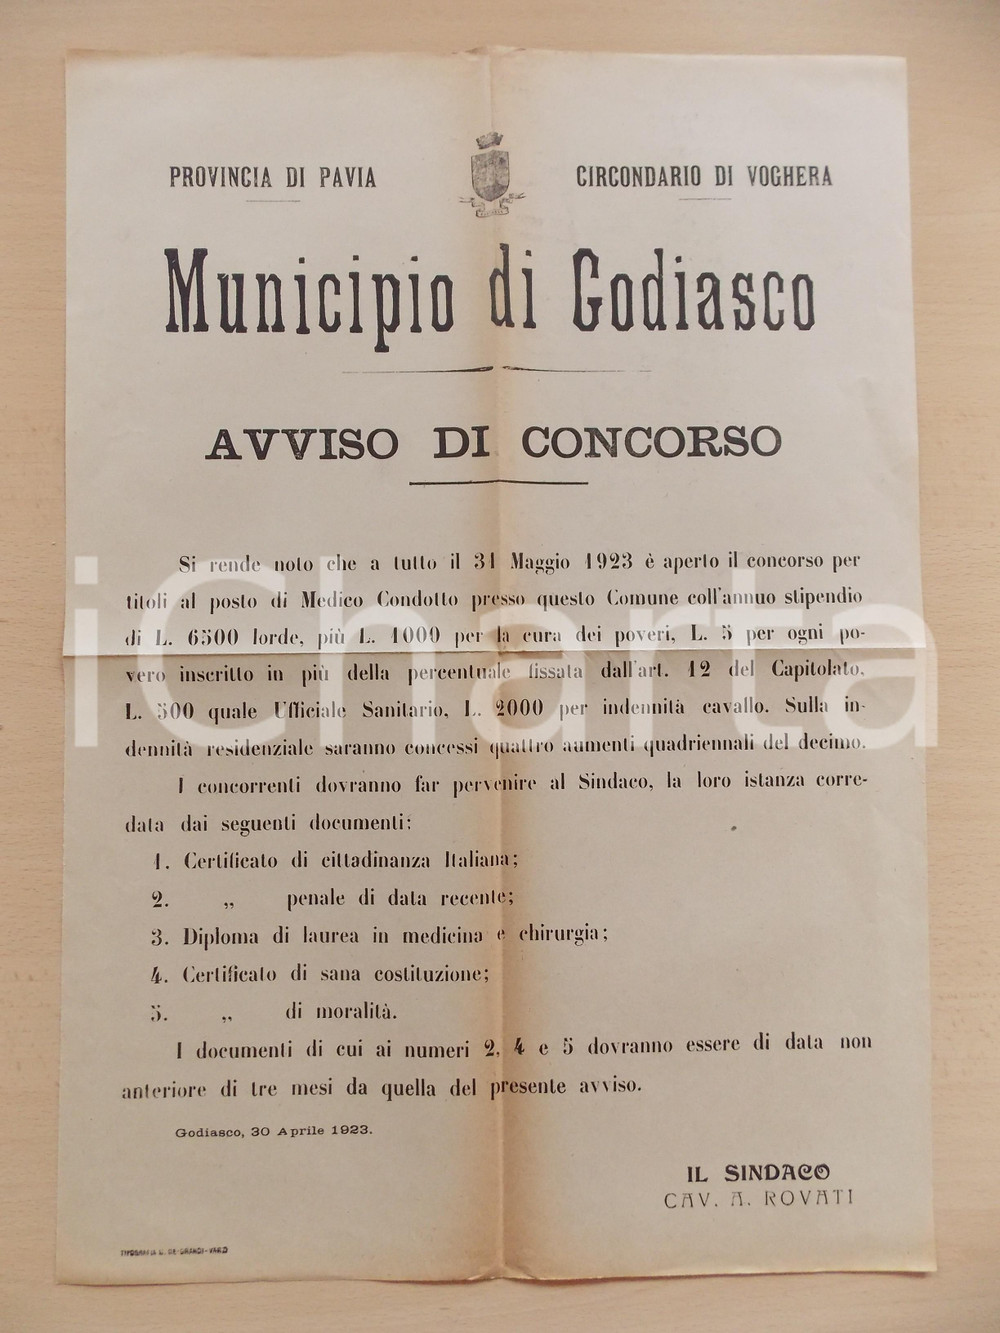 PROVINCIA DI PAVIA
CIRCONDARIO DI VOGHERA
Municipio di Godiasco
AVVISO DI CONCORSO
Si rende noto che a tutto il 31 Maggio 1923 è aperto il concorso per
titoli al posto di Medico Condotto presso questo Comune coll'annuo stipendio
di L. 6500 lorde, più L. 1000 per la cura dei poveri, L. 5 per ogni po-
vero inscritto in più della percentuale fissata dall'art. 12 del Capitolato,
L. 500 quale Ufficiale Sanitario, L. 2000 per indennità cavallo. Sulla in-
dennità residenziale saranno concessi quattro aumenti quadriennali del decimo.
I concorrenti dovranno far pervenire al Sindaco, la loro istanza corre-
data dai seguenti documenti:
1. Certificato di cittadinanza Italiana;
2. „ penale di data recente;
3. Diploma di laurea in medicina e chirurgia;
4. Certificato di sana costituzione;
5. „ di moralità.
I documenti di cui ai numeri 2, 4 e 5 dovranno essere di data non
anteriore di tre mesi da quella del presente avviso.
Godiasco, 30 Aprile 1923.
IL SINDACO
CAV. A. ROVATI
TIPOGRAFIA
iCharta